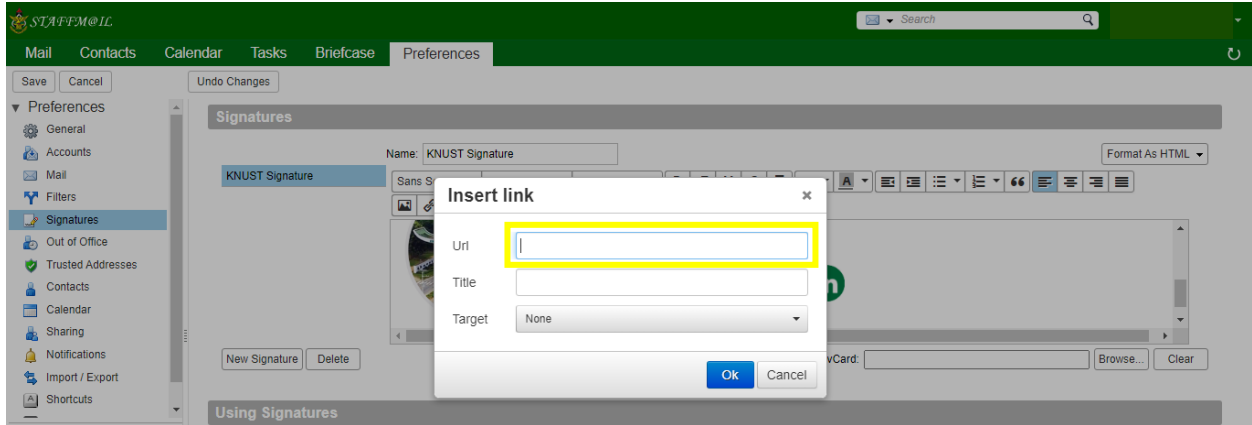 STAFFM@IL
Search
Mail Contacts Calendar Tasks Briefcase Preferences
Save Cancel Undo Changes
Preferences
General
Accounts
Mail
Filters
Signatures
Out of Office
Trusted Addresses
Contacts
Calendar
Sharing
Notifications
Import / Export
Shortcuts
Signatures
Name: KNUST Signature Format As HTML
KNUST Signature
Sans S
A
Insert link
Url
Title
Target None
Ok Cancel
New Signature Delete vCard: Browse... Clear
Using Signatures